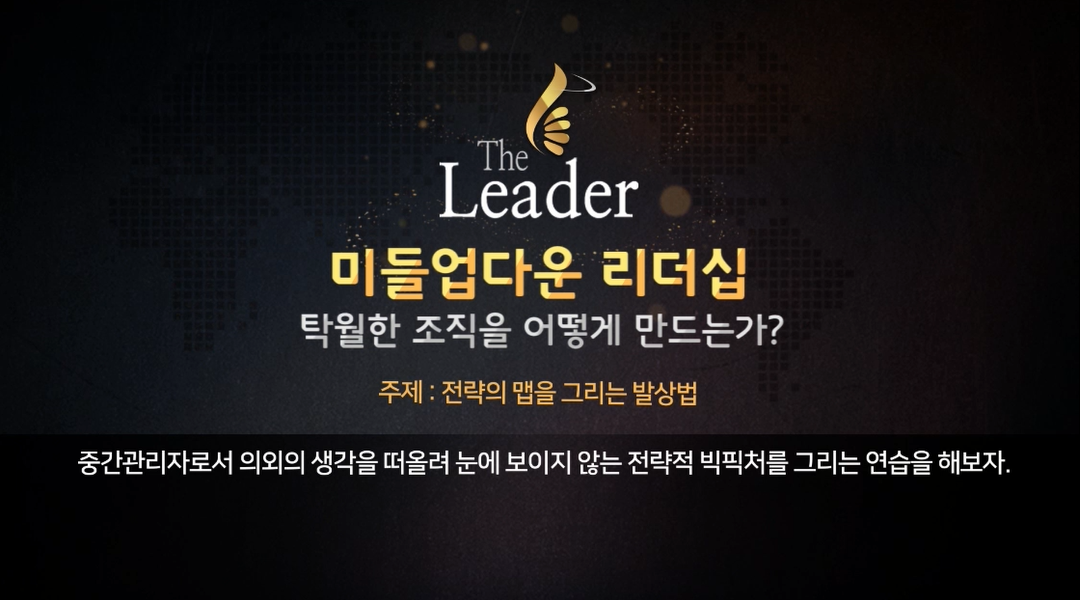 The
Leader
미들업다운 리더십
탁월한 조직을 어떻게 만드는가?
주제 : 전략의 맵을 그리는 발상법
중간관리자로서 의외의 생각을 떠올려 눈에 보이지 않는 전략적 빅픽처를 그리는 연습을 해보자.